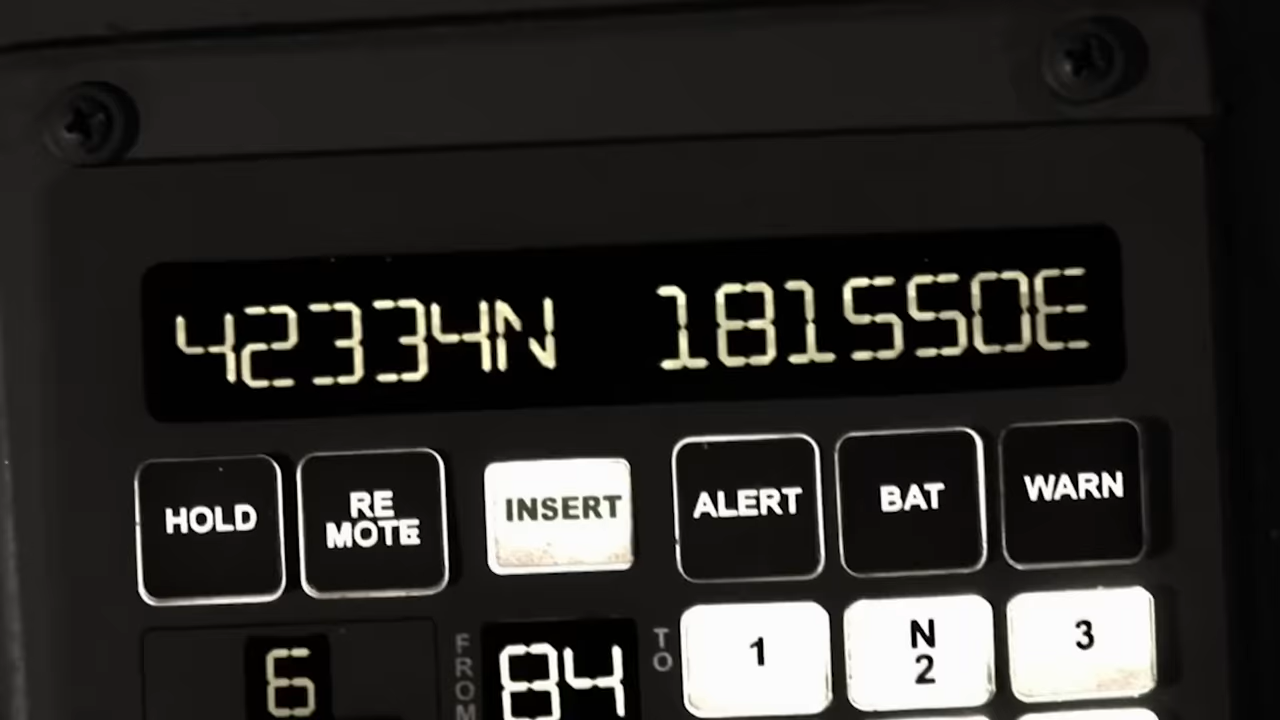 42334N 181550E
HOLD
RE
MOTE
INSERT
ALERT
BAT
WARN
6
FROM
84
TO
1
N
2
3